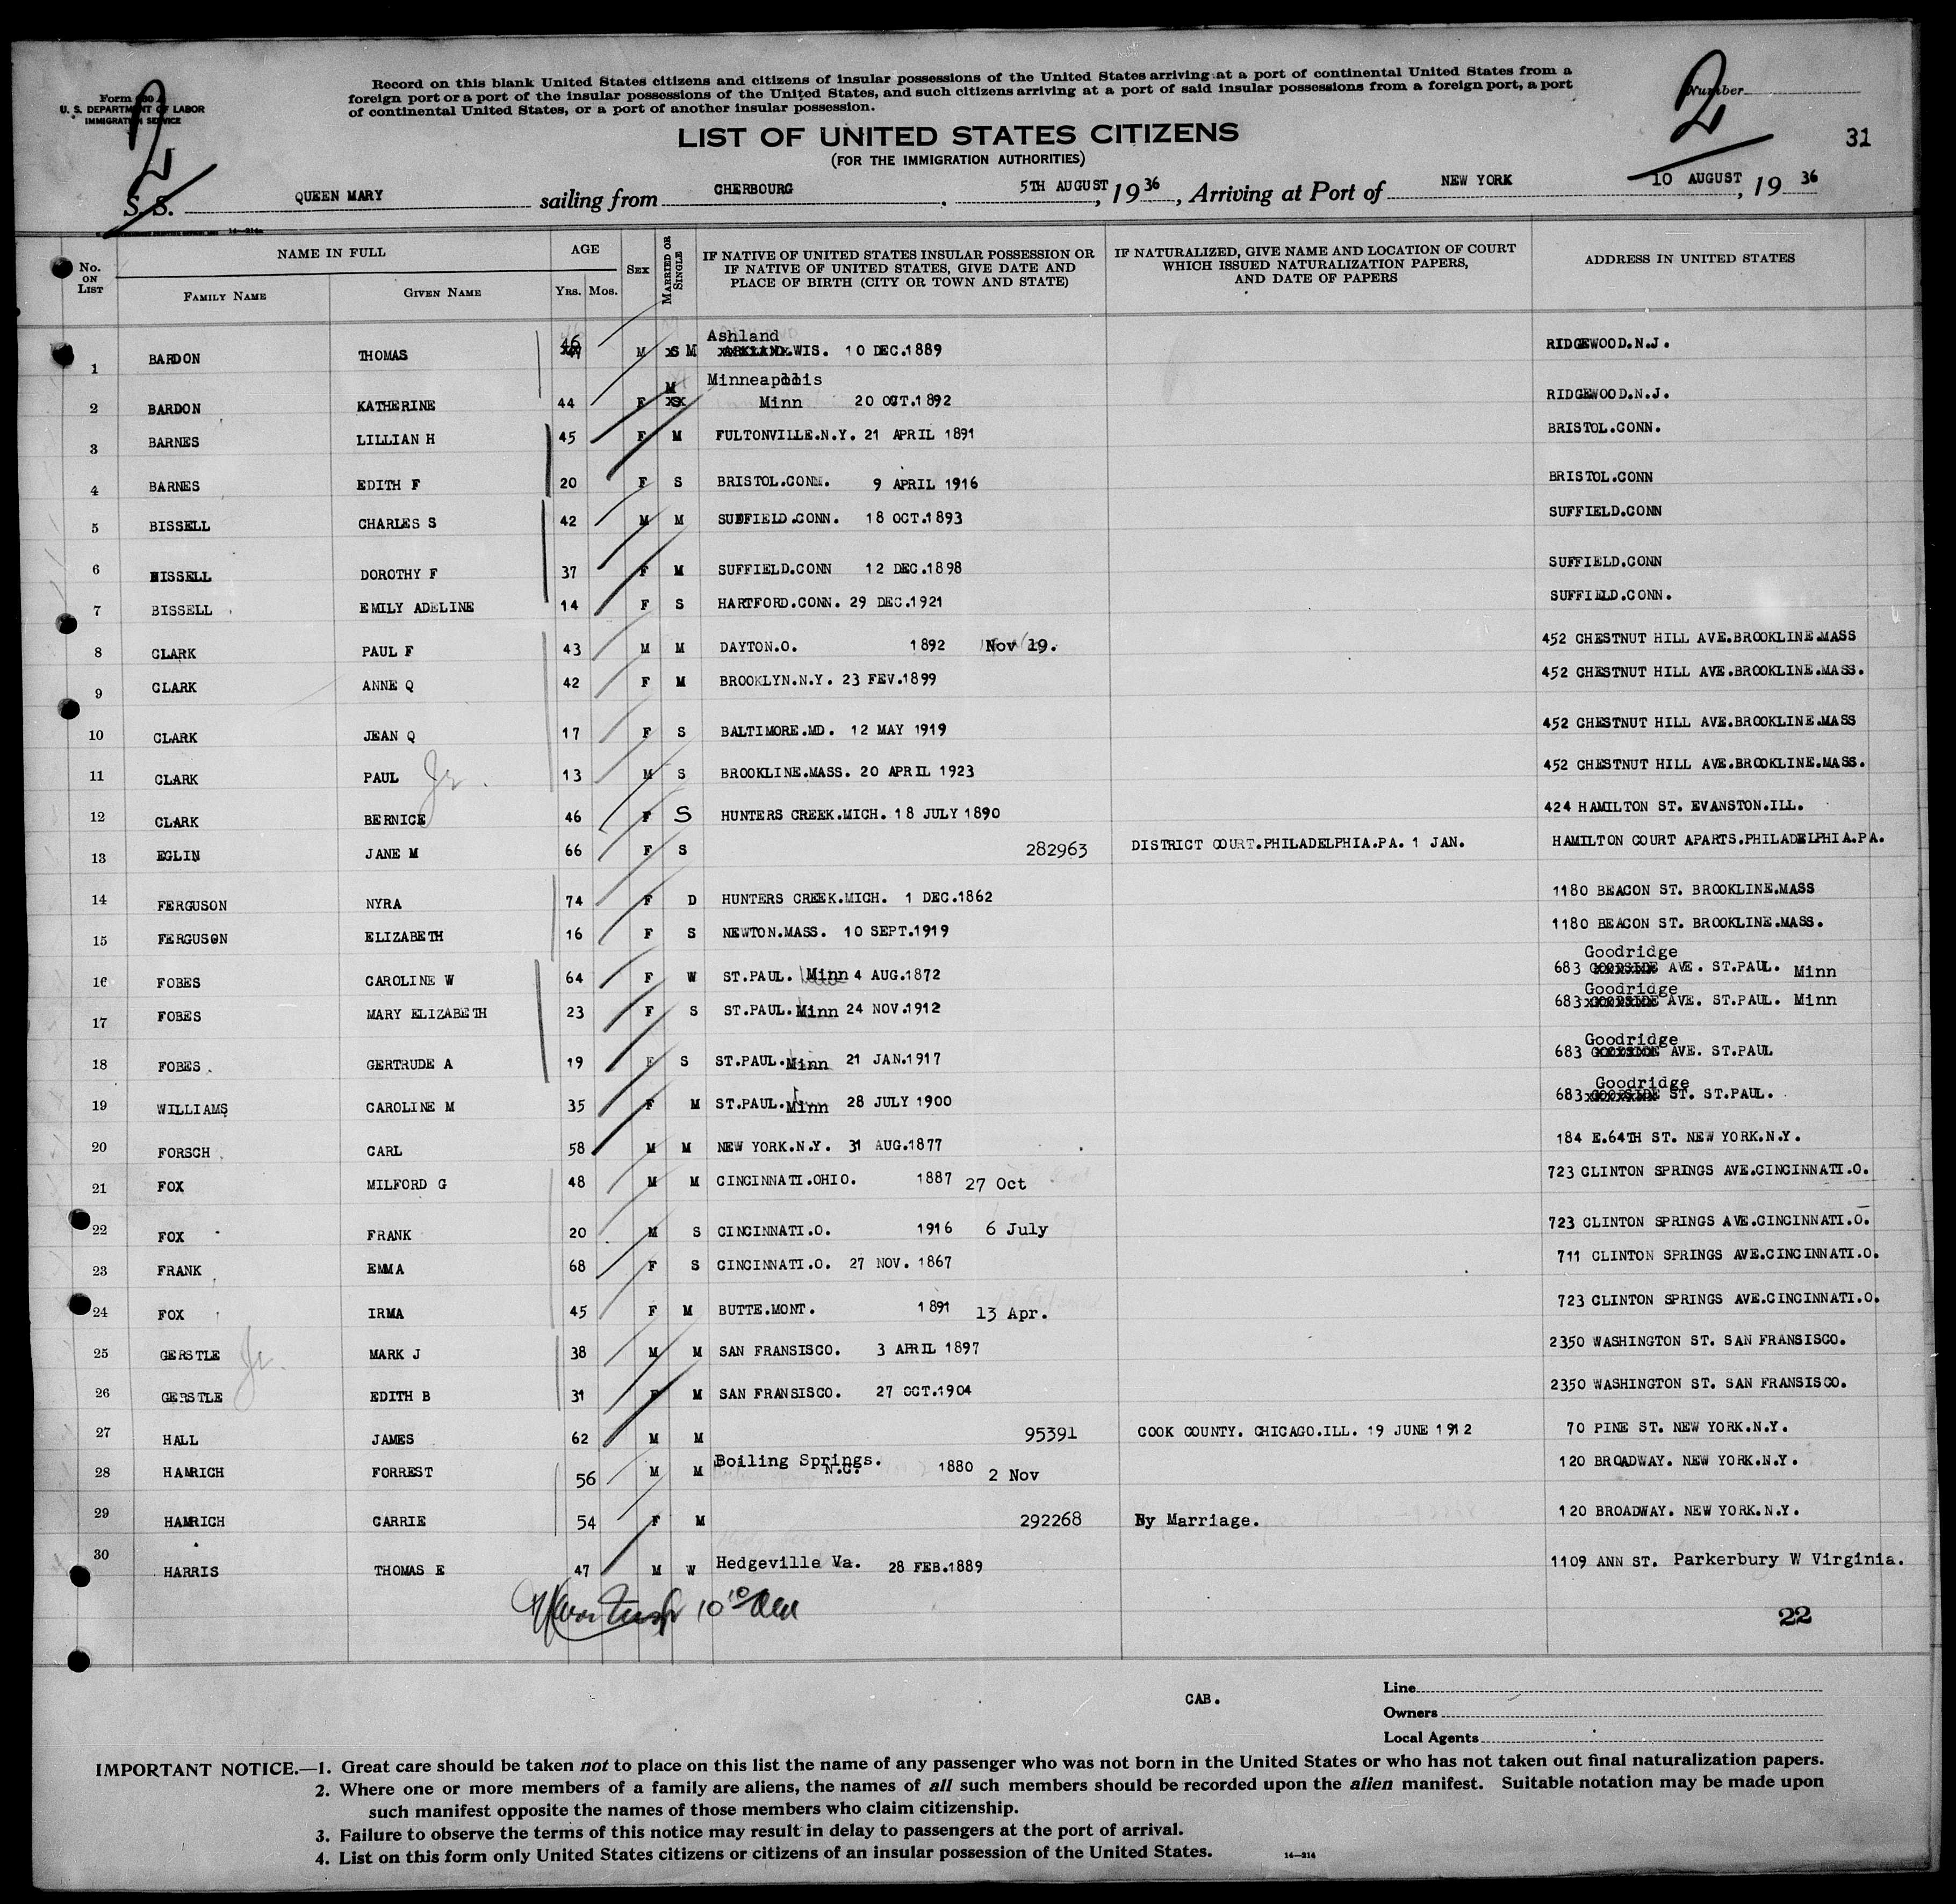 Form 630
U. S. DEPARTMENT OF LABOR
IMMIGRATION SERVICE
Record on this blank United States citizens and citizens of insular possessions of the United States arriving at a port of continental United States from a
foreign port or a port of the insular possessions of the United States, and such citizens arriving at a port of said insular possessions from a foreign port, a port
of continental United States, or a port of another insular possession.
Number
2
2
31
LIST OF UNITED STATES CITIZENS
(FOR THE IMMIGRATION AUTHORITIES)
S. S. QUEEN MARY sailing from CHERBOURG , 5TH AUGUST , 1936 , Arriving at Port of NEW YORK 10 AUGUST , 19 36
14—214a
No. ON LIST
NAME IN FULL
FAMILY NAME GIVEN NAME
AGE
YRS. MOS.
SEX
MARRIED OR SINGLE
IF NATIVE OF UNITED STATES INSULAR POSSESSION OR
IF NATIVE OF UNITED STATES, GIVE DATE AND
PLACE OF BIRTH (CITY OR TOWN AND STATE)
IF NATURALIZED, GIVE NAME AND LOCATION OF COURT
WHICH ISSUED NATURALIZATION PAPERS,
AND DATE OF PAPERS
ADDRESS IN UNITED STATES
1 BARDON THOMAS 46 M S M Ashland WIS. 10 DEC.1889 RIDGEWOOD.N.J.
2 BARDON KATHERINE 44 F M Minneaplois Minn 20 OCT.1892 RIDGEWOOD.N.J.
3 BARNES LILLIAN H 45 F M FULTONVILLE.N.Y. 21 APRIL 1891 BRISTOL.CONN.
4 BARNES EDITH F 20 F S BRISTOL.CONN. 9 APRIL 1916 BRISTOL.CONN
5 BISSELL CHARLES S 42 M M SUFFIELD.CONN. 18 OCT.1893 SUFFIELD.CONN
6 BISSELL DOROTHY F 37 F M SUFFIELD.CONN 12 DEC.1898 SUFFIELD.CONN
7 BISSELL EMILY ADELINE 14 F S HARTFORD.CONN. 29 DEC.1921 SUFFIELD.CONN.
8 CLARK PAUL F 43 M M DAYTON.O. 1892 Nov 19. 452 CHESTNUT HILL AVE.BROOKLINE.MASS
9 CLARK ANNE Q 42 F M BROOKLYN.N.Y. 23 FEV.1899 452 CHESTNUT HILL AVE.BROOKLINE.MASS.
10 CLARK JEAN Q 17 F S BALTIMORE.MD. 12 MAY 1919 452 CHESTNUT HILL AVE.BROOKLINE.MASS
11 CLARK PAUL Jr. 13 M S BROOKLINE.MASS. 20 APRIL 1923 452 CHESTNUT HILL AVE.BROOKLINE.MASS.
12 CLARK BERNICE 46 F S HUNTERS CREEK.MICH. 18 JULY 1890 424 HAMILTON ST. EVANSTON.ILL.
13 EGLIN JANE M 66 F S 282963 DISTRICT COURT.PHILADELPHIA.PA. 1 JAN. HAMILTON COURT APARTS.PHILADELPHIA.PA.
14 FERGUSON NYRA 74 F D HUNTERS CREEK.MICH. 1 DEC.1862 1180 BEACON ST. BROOKLINE.MASS
15 FERGUSON ELIZABETH 16 F S NEWTON.MASS. 10 SEPT.1919 1180 BEACON ST. BROOKLINE.MASS.
16 FOBES CAROLINE W 64 F W ST.PAUL. Minn 4 AUG.1872 683 Goodridge AVE. ST.PAUL. Minn
17 FOBES MARY ELIZABETH 23 F S ST.PAUL. Minn 24 NOV.1912 683 Goodridge AVE. ST.PAUL. Minn
18 FOBES. GERTRUDE A 19 F S ST.PAUL. Minn 21 JAN.1917 683 Goodridge AVE. ST.PAUL
19 WILLIAMS CAROLINE M 35 F M ST.PAUL. Minn 28 JULY 1900 683 Goodridge ST. ST.PAUL.
20 FORSCH CARL 58 M M NEW YORK.N.Y. 31 AUG.1877 184 E.64TH ST. NEW YORK.N.Y.
21 FOX MILFORD G 48 M M CINCINNATI.OHIO. 1887 27 Oct 723 CLINTON SPRINGS AVE.CINCINNATI.O.
22 FOX FRANK 20 M S CINCINNATI.O. 1916 6 July 723 CLINTON SPRINGS AVE.CINCINNATI.O.
23 FRANK EMMA 68 F S CINCINNATI.O. 27 NOV. 1867 711 CLINTON SPRINGS AVE.CINCINNATI.O.
24 FOX IRMA 45 F M BUTTE.MONT. 1891 13 Apr. 723 CLINTON SPRINGS AVE.CINCINNATI.O.
25 GERSTLE Jr. MARK J 38 M M SAN FRANSISCO. 3 APRIL 1897 2350 WASHINGTON ST. SAN FRANSISCO.
26 GERSTLE EDITH B 31 F M SAN FRANSISCO. 27 OCT.1904 2350 WASHINGTON ST. SAN FRANSISCO.
27 HALL JAMES 62 M M 95391 COOK COUNTY. CHICAGO.ILL. 19 JUNE 1912 70 PINE ST. NEW YORK.N.Y.
28 HAMRICH FORREST 56 M M Boiling Springs. N.C. 1880 2 Nov 120 BROADWAY. NEW YORK.N.Y.
29 HAMRICH CARRIE 54 F M 292268 By Marriage. 120 BROADWAY. NEW YORK.N.Y.
30 HARRIS THOMAS E 47 M W Hedgeville Va. 28 FEB.1889 1109 ANN ST. Parkerbury W Virginia.
22
CAB.
Line
Owners
Local Agents
IMPORTANT NOTICE.—1. Great care should be taken not to place on this list the name of any passenger who was not born in the United States or who has not taken out final naturalization papers.
2. Where one or more members of a family are aliens, the names of all such members should be recorded upon the alien manifest. Suitable notation may be made upon
such manifest opposite the names of those members who claim citizenship.
3. Failure to observe the terms of this notice may result in delay to passengers at the port of arrival.
4. List on this form only United States citizens or citizens of an insular possession of the United States.
14—214